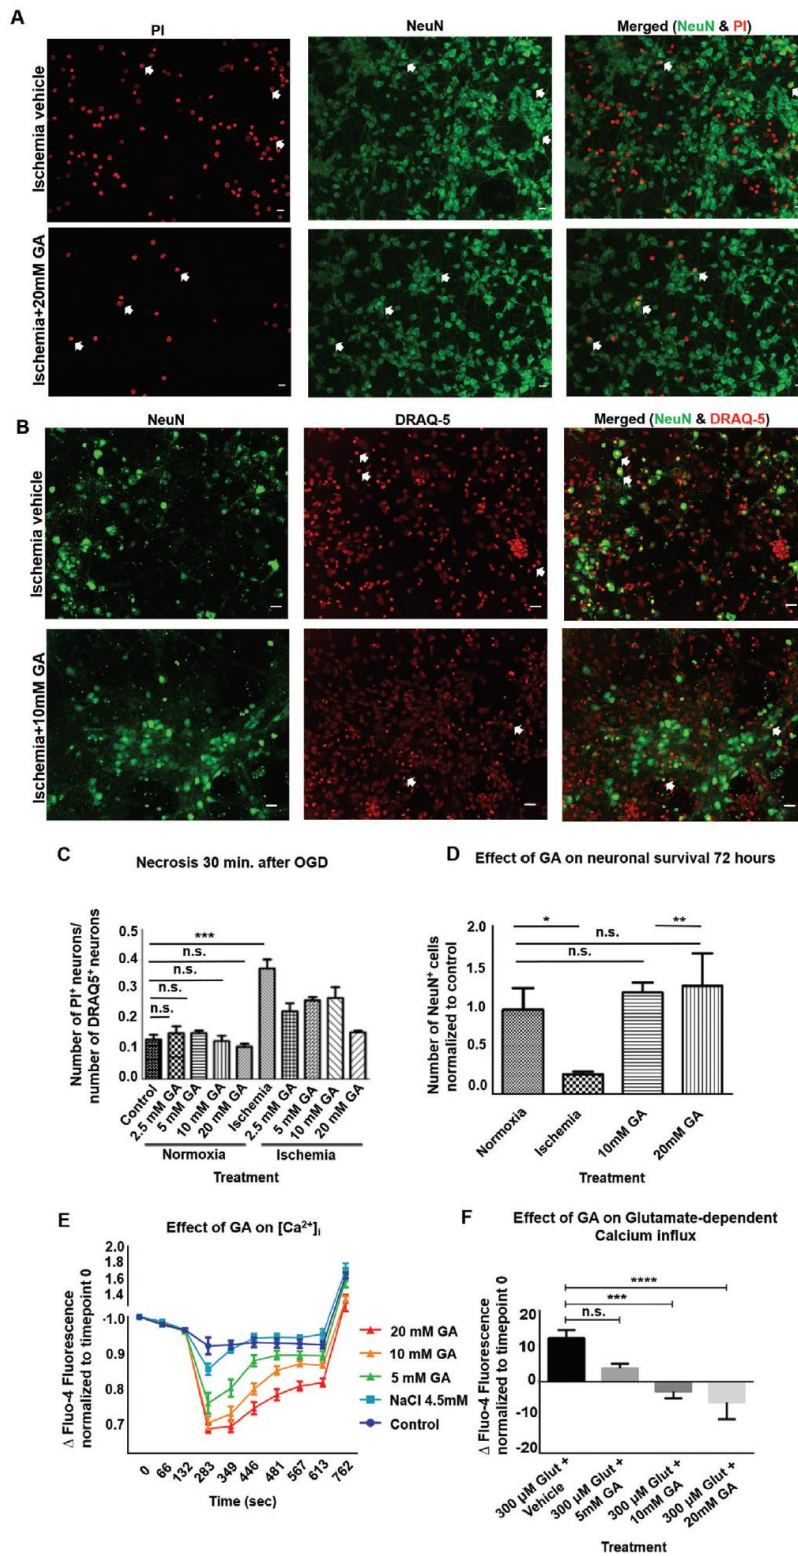 A
PI
NeuN
Merged (NeuN & PI)
Ischemia vehicle
Ischemia+20mM GA
B
NeuN
DRAQ-5
Merged (NeuN & DRAQ-5)
Ischemia vehicle
Ischemia+10mM GA
C
Necrosis 30 min. after OGD
Number of PI⁺ neurons/
number of DRAQ5⁺ neurons
0.5
0.4
0.3
0.2
0.1
0.0
***
n.s.
n.s.
n.s.
n.s.
Control
2.5 mM GA
5 mM GA
10 mM GA
20 mM GA
Ischemia
2.5 mM GA
5 mM GA
10 mM GA
20 mM GA
Normoxia
Ischemia
Treatment
D
Effect of GA on neuronal survival 72 hours
Number of NeuN⁺ cells
normalized to control
2.0
1.5
1.0
0.5
0.0
*
**
n.s.
n.s.
Normoxia
Ischemia
10mM GA
20mM GA
Treatment
E
Effect of GA on [Ca²⁺]ᵢ
Δ Fluo-4 Fluorescence
normalized to timepoint 0
2.0
1.8
1.6
1.4
1.0
0.9
0.8
0.7
0
66
132
283
349
446
481
567
613
762
Time (sec)
20 mM GA
10 mM GA
5 mM GA
NaCl 4.5mM
Control
F
Effect of GA on Glutamate-dependent
Calcium influx
Δ Fluo-4 Fluorescence
normalized to timepoint 0
20
10
0
-10
-20
****
***
n.s.
300 µM Glut +
Vehicle
300 µM Glut +
5mM GA
300 µM Glut +
10mM GA
300 µM Glut +
20mM GA
Treatment